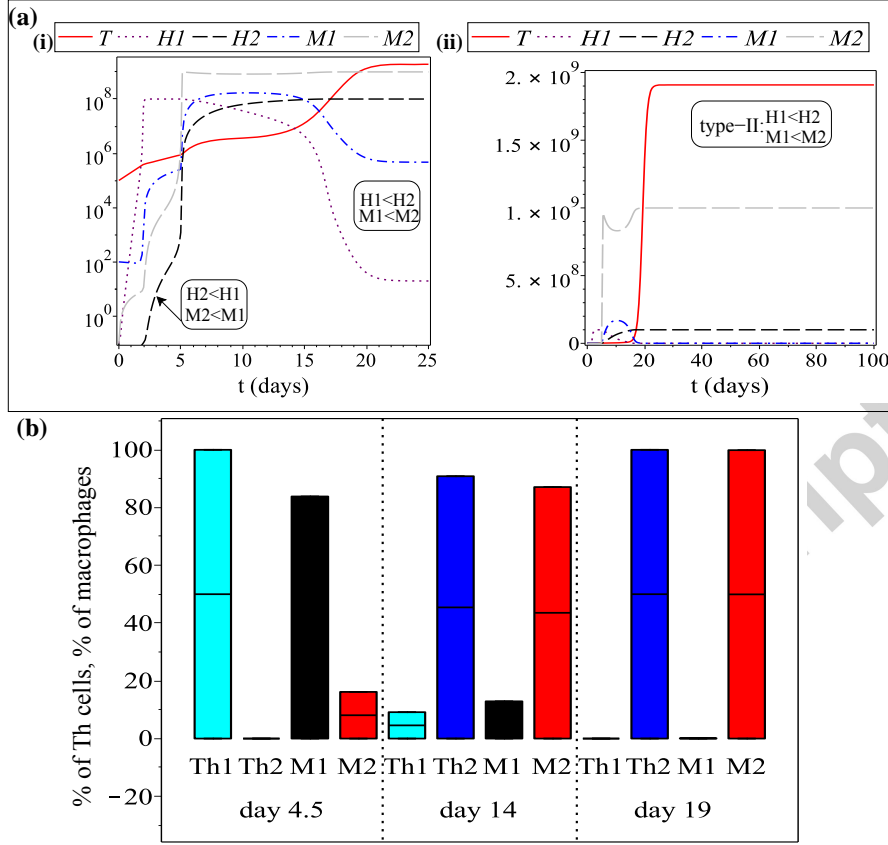 (a)
(i)
T H1 H2 M1 M2
10^8
10^6
10^4
10^2
10^0
H1<H2
M1<M2
H2<H1
M2<M1
0 5 10 15 20 25
t (days)
(ii)
T H1 H2 M1 M2
2. × 10^9
1.5 × 10^9
1. × 10^9
5. × 10^8
0
type−II:
H1<H2
M1<M2
0 20 40 60 80 100
t (days)
(b)
% of Th cells, % of macrophages
100
80
60
40
20
0
−20
Th1 Th2 M1 M2 Th1 Th2 M1 M2 Th1 Th2 M1 M2
day 4.5 day 14 day 19